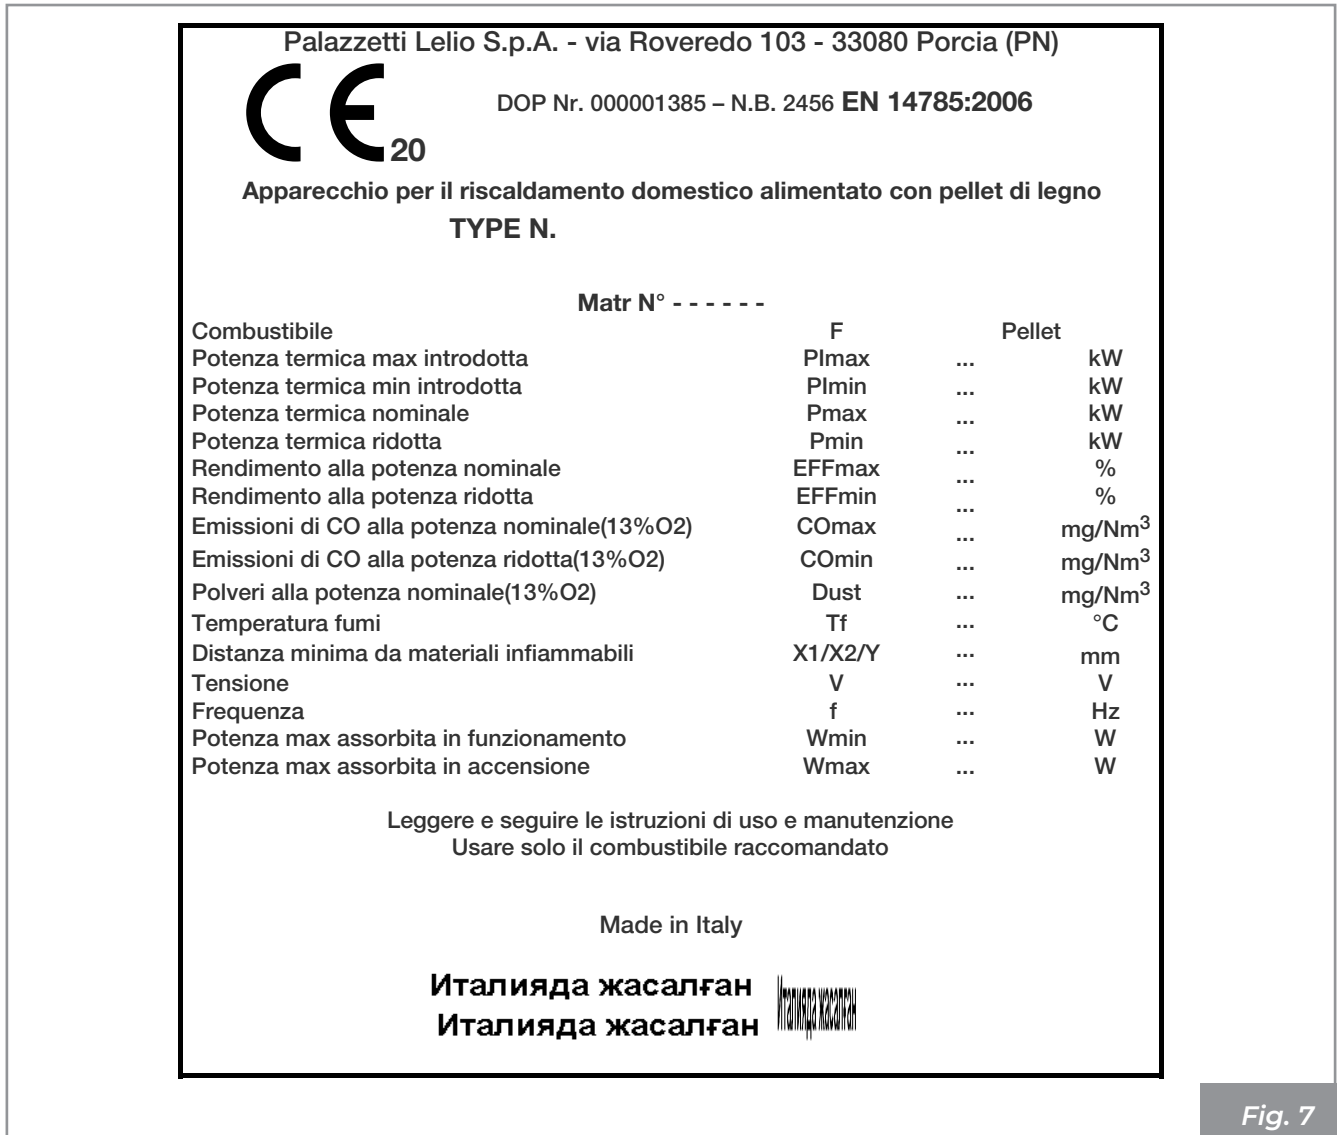 Palazzetti Lelio S.p.A. - via Roveredo 103 - 33080 Porcia (PN)
CE 20
DOP Nr. 000001385 – N.B. 2456 EN 14785:2006
Apparecchio per il riscaldamento domestico alimentato con pellet di legno
TYPE N.
Matr N° - - - - - -
Combustibile F Pellet
Potenza termica max introdotta PImax ... kW
Potenza termica min introdotta PImin ... kW
Potenza termica nominale Pmax ... kW
Potenza termica ridotta Pmin ... kW
Rendimento alla potenza nominale EFFmax ... %
Rendimento alla potenza ridotta EFFmin ... %
Emissioni di CO alla potenza nominale(13%O2) COmax ... mg/Nm³
Emissioni di CO alla potenza ridotta(13%O2) COmin ... mg/Nm³
Polveri alla potenza nominale(13%O2) Dust ... mg/Nm³
Temperatura fumi Tf ... °C
Distanza minima da materiali infiammabili X1/X2/Y ... mm
Tensione V ... V
Frequenza f ... Hz
Potenza max assorbita in funzionamento Wmin ... W
Potenza max assorbita in accensione Wmax ... W
Leggere e seguire le istruzioni di uso e manutenzione
Usare solo il combustibile raccomandato
Made in Italy
Италияда жасалған
Италияда жасалған
Италияда жасалған
Fig. 7